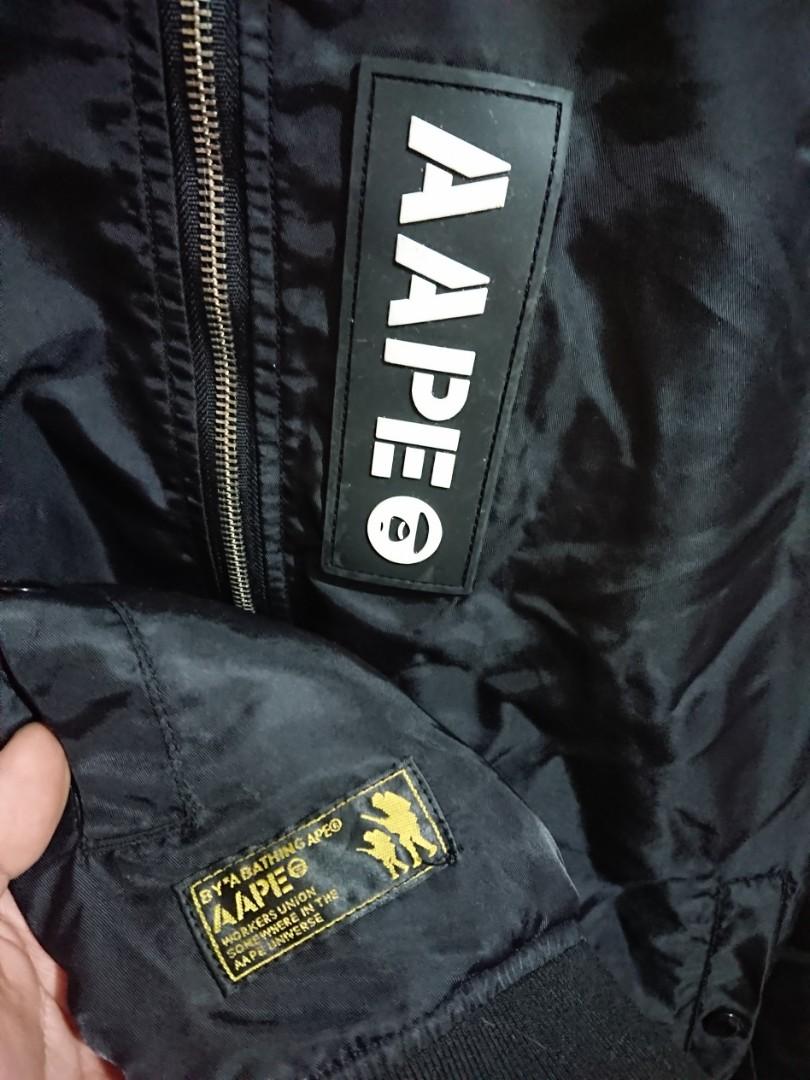 AAPE
BY *A BATHING APE®
AAPE
WORKERS UNION
SOMEWHERE IN THE
AAPE UNIVERSE